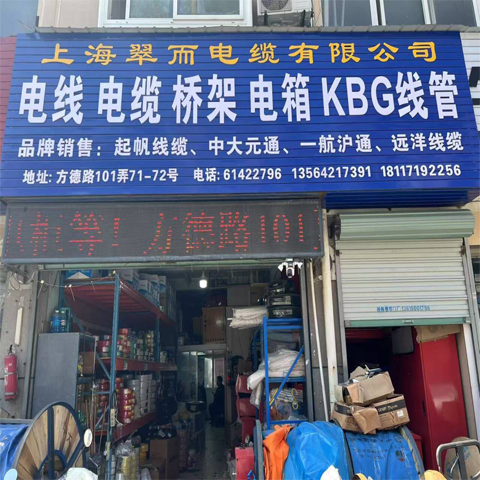 上海翠而电缆有限公司
电线 电缆 桥架 电箱 KBG线管
品牌销售：起帆线缆、中大元通、一航沪通、远洋线缆
地址：方德路101弄71-72号 电话：61422796 13564217391 18117192256
等！方德路101